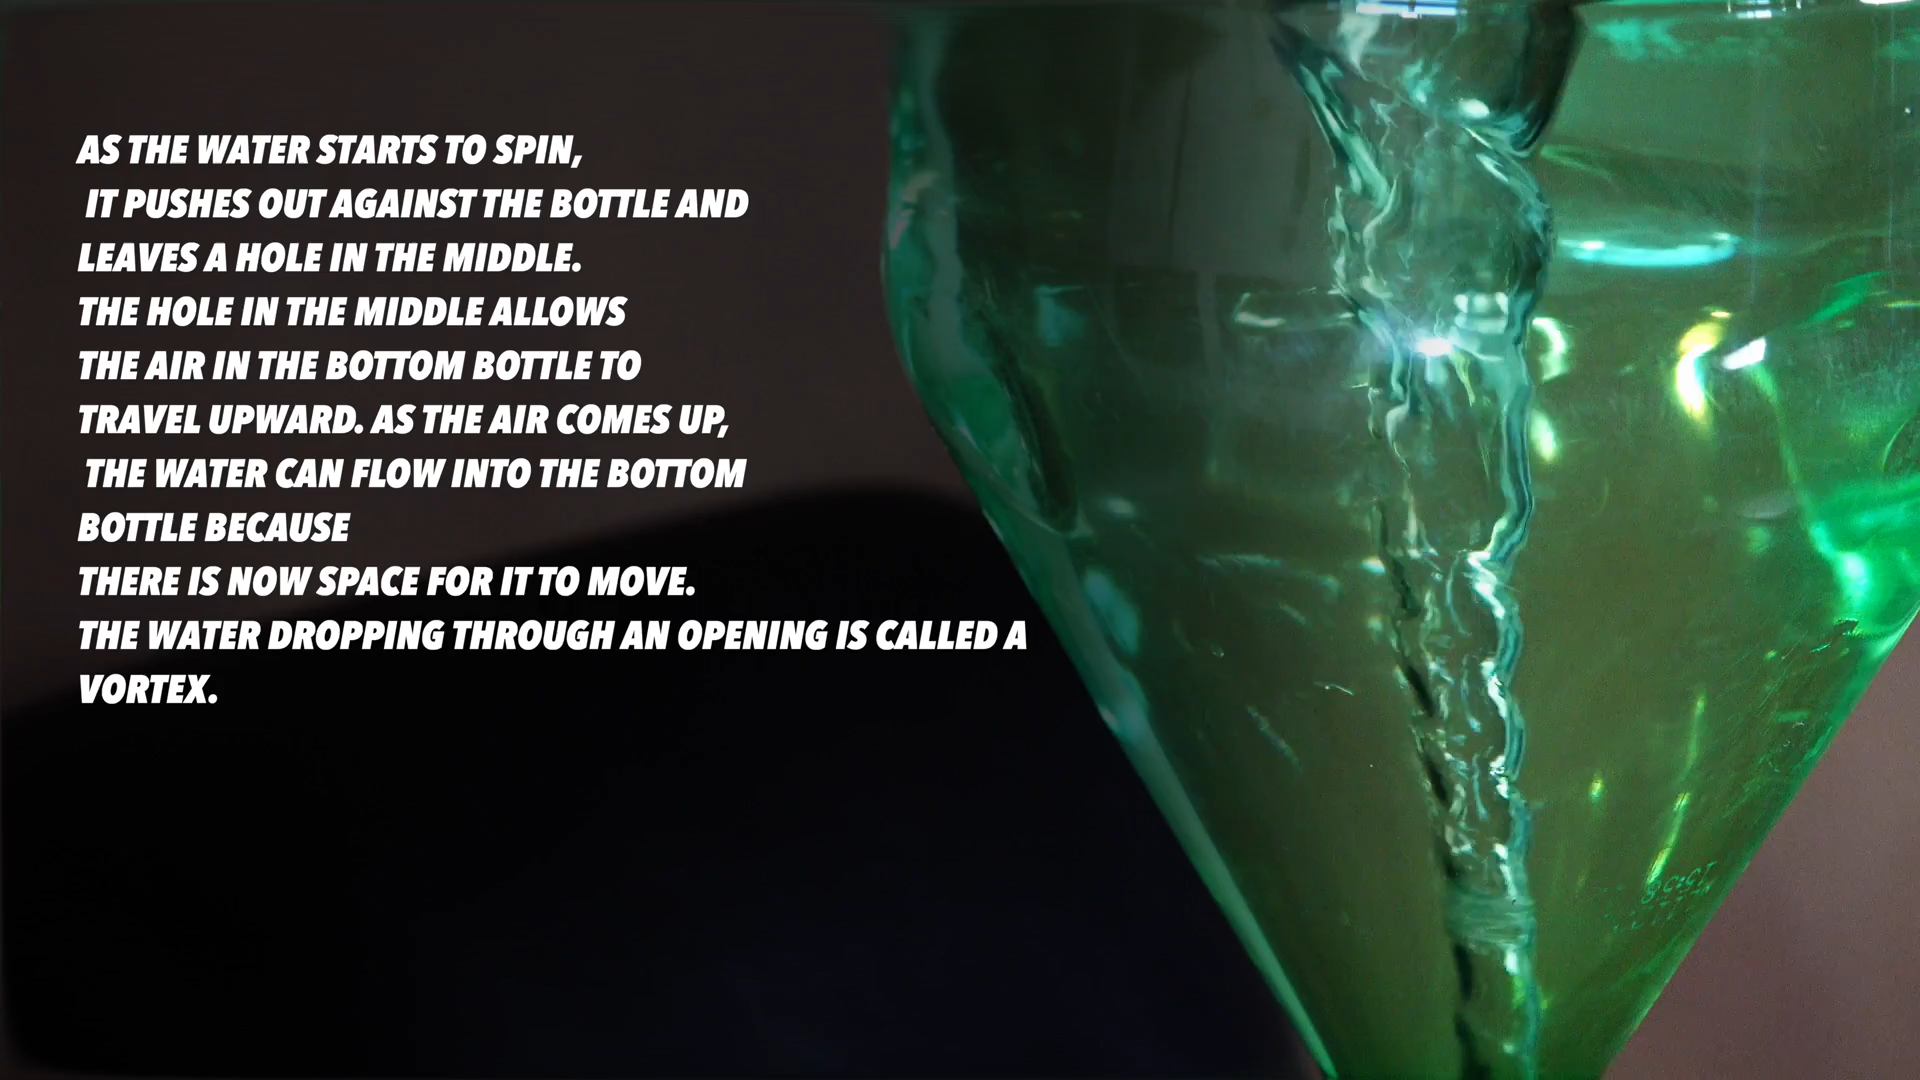 AS THE WATER STARTS TO SPIN,
IT PUSHES OUT AGAINST THE BOTTLE AND
LEAVES A HOLE IN THE MIDDLE.
THE HOLE IN THE MIDDLE ALLOWS
THE AIR IN THE BOTTOM BOTTLE TO
TRAVEL UPWARD. AS THE AIR COMES UP,
THE WATER CAN FLOW INTO THE BOTTOM
BOTTLE BECAUSE
THERE IS NOW SPACE FOR IT TO MOVE.
THE WATER DROPPING THROUGH AN OPENING IS CALLED A
VORTEX.